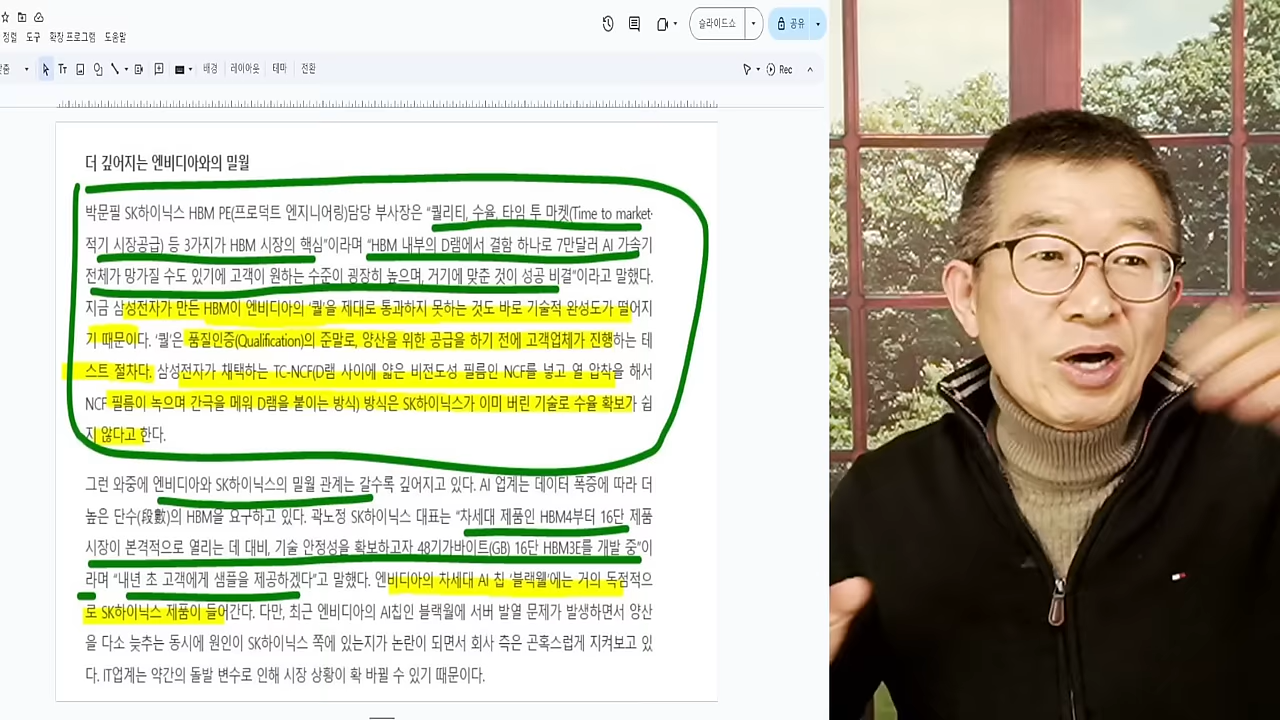 정렬 도구 확장 프로그램 도움말
슬라이드쇼
공유
배경 레이아웃 테마 전환
Rec
더 깊어지는 엔비디아와의 밀월
박문필 SK하이닉스 HBM PE(프로덕트 엔지니어링)담당 부사장은 “퀄리티, 수율, 타임 투 마켓(Time to market·
적기 시장공급) 등 3가지가 HBM 시장의 핵심”이라며 “HBM 내부의 D램에서 결함 하나로 7만달러 AI 가속기
전체가 망가질 수도 있기에 고객이 원하는 수준이 굉장히 높으며, 거기에 맞춘 것이 성공 비결”이라고 말했다.
지금 삼성전자가 만든 HBM이 엔비디아의 ‘퀄’을 제대로 통과하지 못하는 것도 바로 기술적 완성도가 떨어지
기 때문이다. ‘퀄’은 품질인증(Qualification)의 준말로, 양산을 위한 공급을 하기 전에 고객업체가 진행하는 테
스트 절차다. 삼성전자가 채택하는 TC-NCF(D램 사이에 얇은 비전도성 필름인 NCF를 넣고 열 압착을 해서
NCF 필름이 녹으며 간극을 메워 D램을 붙이는 방식) 방식은 SK하이닉스가 이미 버린 기술로 수율 확보가 쉽
지 않다고 한다.
그런 와중에 엔비디아와 SK하이닉스의 밀월 관계는 갈수록 깊어지고 있다. AI 업계는 데이터 폭증에 따라 더
높은 단수(段數)의 HBM을 요구하고 있다. 곽노정 SK하이닉스 대표는 “차세대 제품인 HBM4부터 16단 제품
시장이 본격적으로 열리는 데 대비, 기술 안정성을 확보하고자 48기가바이트(GB) 16단 HBM3E를 개발 중”이
라며 “내년 초 고객에게 샘플을 제공하겠다”고 말했다. 엔비디아의 차세대 AI 칩 ‘블랙웰’에는 거의 독점적으
로 SK하이닉스 제품이 들어간다. 다만, 최근 엔비디아의 AI칩인 블랙웰에 서버 발열 문제가 발생하면서 양산
을 다소 늦추는 동시에 원인이 SK하이닉스 쪽에 있는지가 논란이 되면서 회사 측은 곤혹스럽게 지켜보고 있
다. IT업계는 약간의 돌발 변수로 인해 시장 상황이 확 바뀔 수 있기 때문이다.